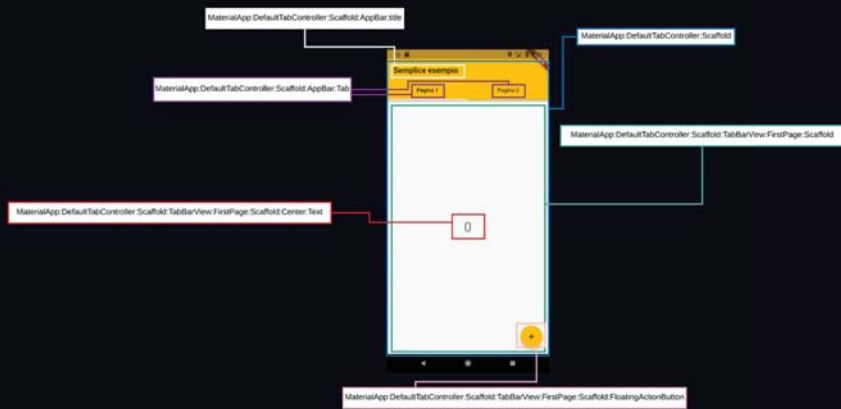 MaterialApp:DefaultTabController:Scaffold:AppBar:title
MaterialApp:DefaultTabController:Scaffold
Semplice esempio
MaterialApp:DefaultTabController:Scaffold:AppBar:Tab
Pagina 1
Pagina 2
MaterialApp:DefaultTabController:Scaffold:TabBarView:FirstPage:Scaffold
MaterialApp:DefaultTabController:Scaffold:TabBarView:FirstPage:Scaffold:Center:Text
0
+
MaterialApp:DefaultTabController:Scaffold:TabBarView:FirstPage:Scaffold:FloatingActionButton